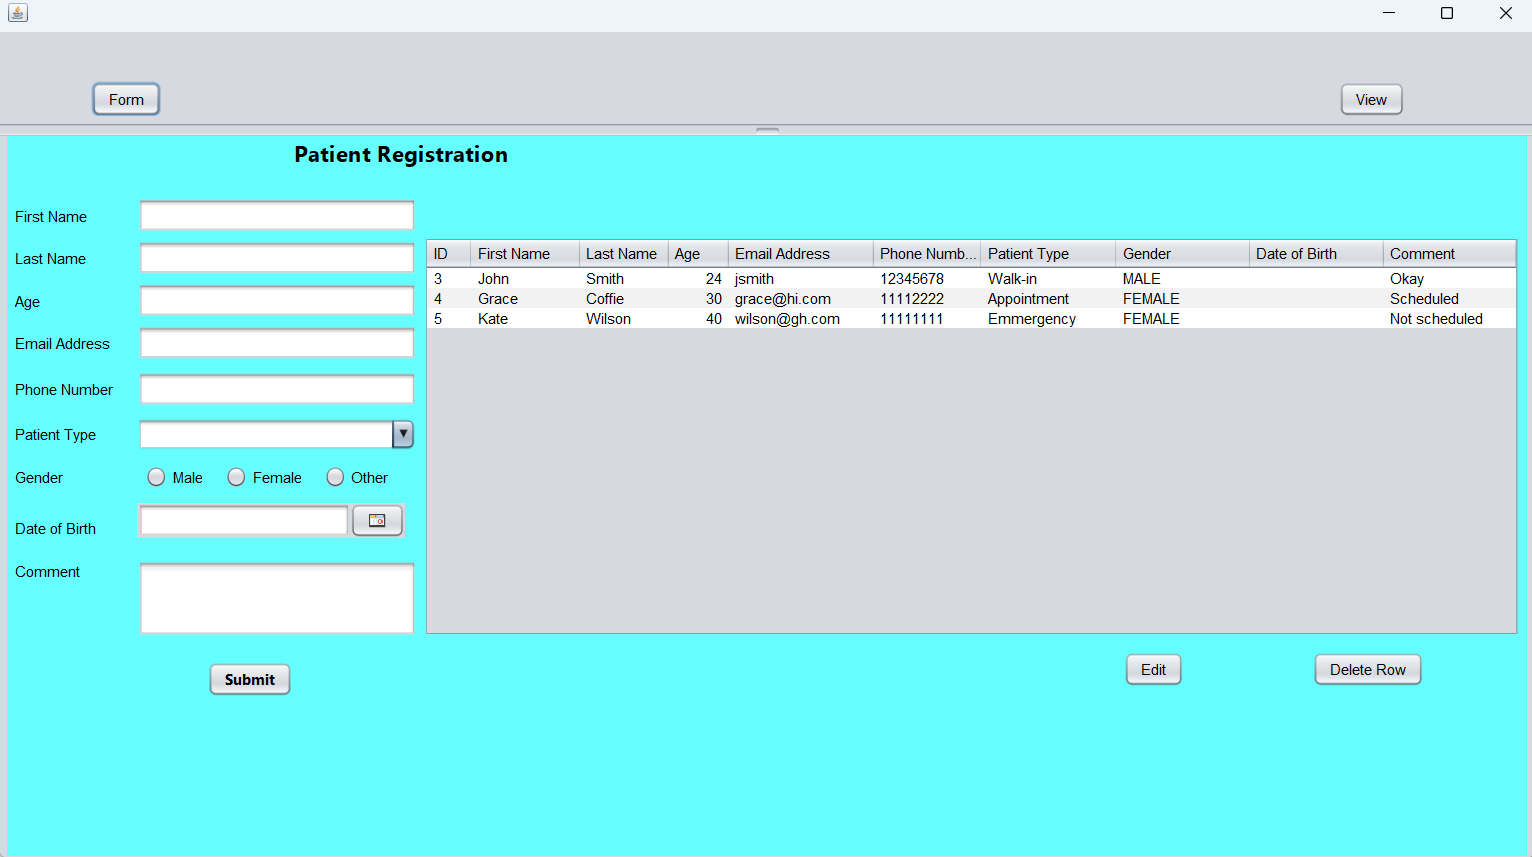 Form
View
Patient Registration
First Name
Last Name
Age
Email Address
Phone Number
Patient Type
Gender Male Female Other
Date of Birth
Comment
Submit
ID First Name Last Name Age Email Address Phone Numb... Patient Type Gender Date of Birth Comment
3 John Smith 24 jsmith 12345678 Walk-in MALE Okay
4 Grace Coffie 30 grace@hi.com 11112222 Appointment FEMALE Scheduled
5 Kate Wilson 40 wilson@gh.com 11111111 Emmergency FEMALE Not scheduled
Edit
Delete Row